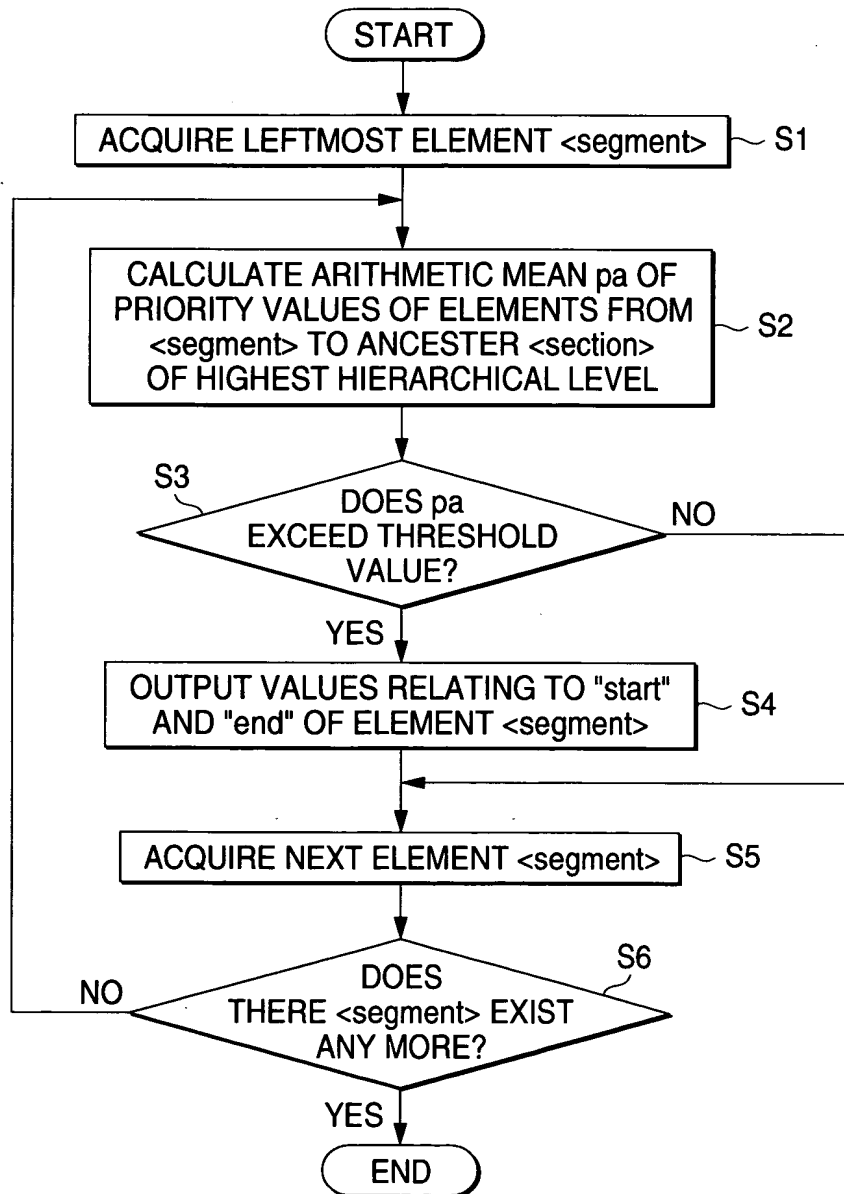 START
ACQUIRE LEFTMOST ELEMENT <segment>
S1
CALCULATE ARITHMETIC MEAN pa OF
PRIORITY VALUES OF ELEMENTS FROM
<segment> TO ANCESTER <section>
OF HIGHEST HIERARCHICAL LEVEL
S2
S3
DOES pa
EXCEED THRESHOLD
VALUE?
NO
YES
OUTPUT VALUES RELATING TO "start"
AND "end" OF ELEMENT <segment>
S4
ACQUIRE NEXT ELEMENT <segment>
S5
S6
DOES
THERE <segment> EXIST
ANY MORE?
NO
YES
END